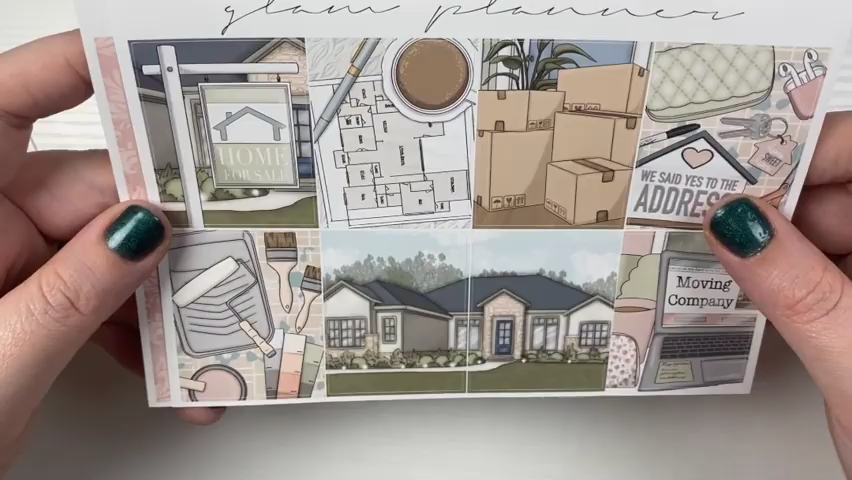 glam planner
HOME
FOR SALE
SWEET
WE SAID YES TO THE
ADDRESS
Moving
Company